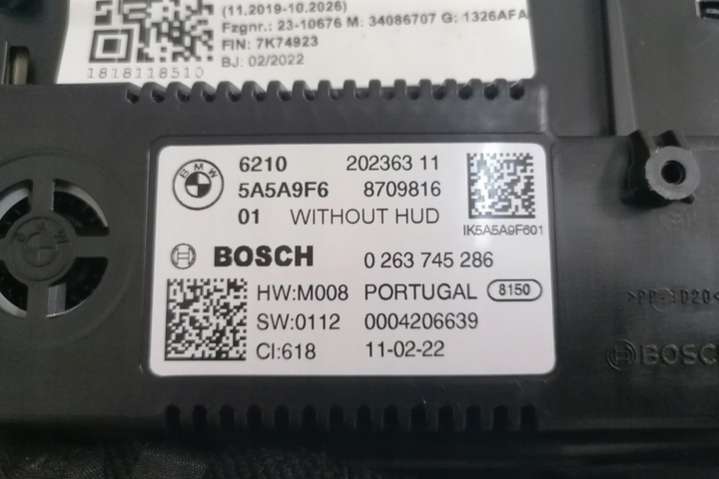 (11.2019-10.2026)
Fzgnr.: 23-10676 M: 34086707 G: 1326AFA
FIN: 7K74923
BJ: 02/2022
1818118510
BMW
6210 202363 11
5A5A9F6 8709816
01 WITHOUT HUD
IK5A5A9F601
BOSCH 0 263 745 286
HW:M008 PORTUGAL 8150
SW:0112 0004206639
CI:618 11-02-22
BOSCH